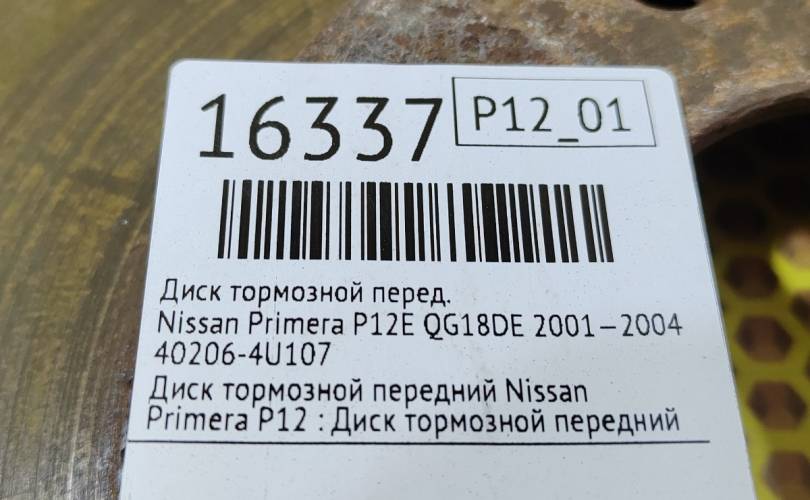 16337
P12_01
Диск тормозной перед.
Nissan Primera P12E QG18DE 2001–2004
40206-4U107
Диск тормозной передний Nissan
Primera P12 : Диск тормозной передний